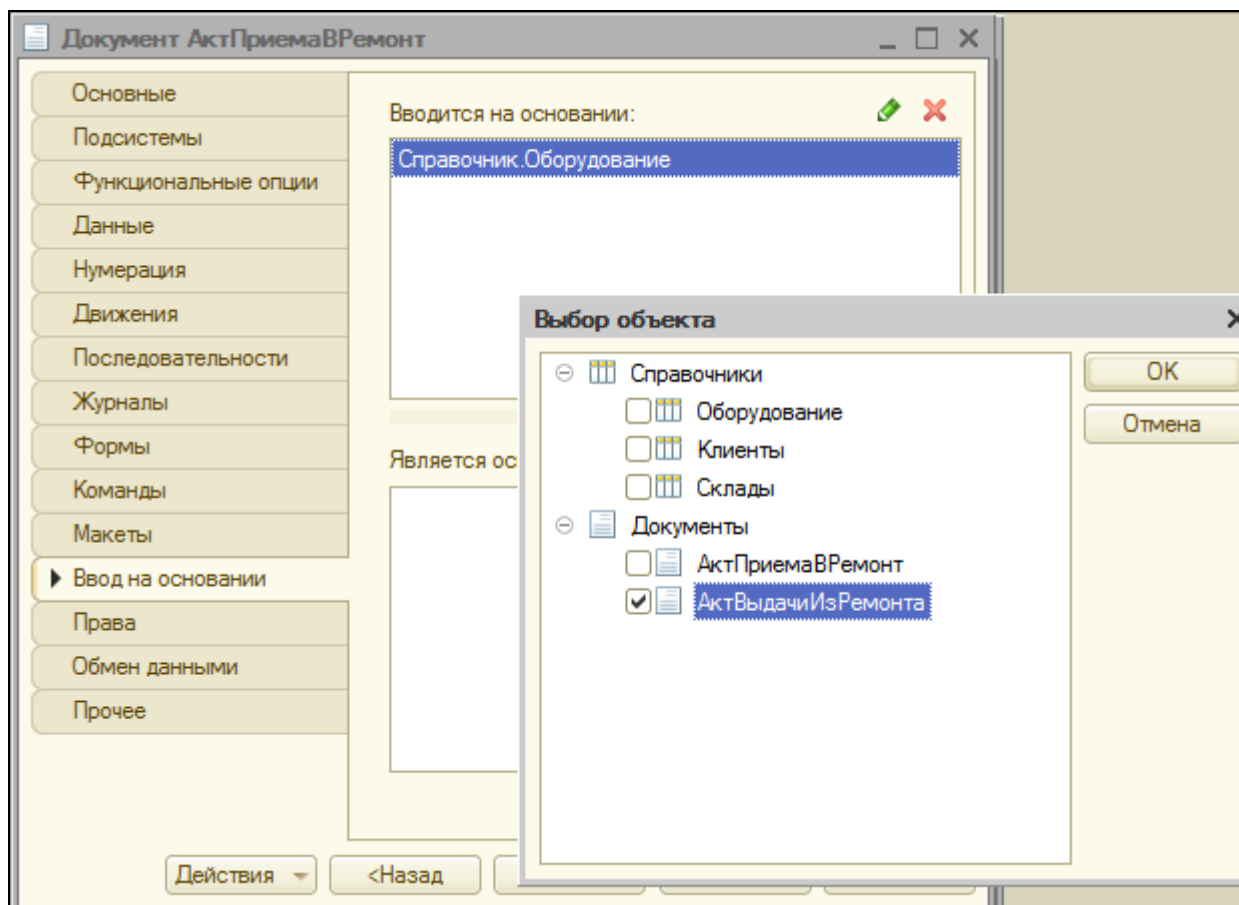 Документ АктПриемаВРемонт
Основные
Подсистемы
Функциональные опции
Данные
Нумерация
Движения
Последовательности
Журналы
Формы
Команды
Макеты
Ввод на основании
Права
Обмен данными
Прочее
Вводится на основании:
Справочник.Оборудование
Является ос
Действия
<Назад
Выбор объекта
Справочники
Оборудование
Клиенты
Склады
Документы
АктПриемаВРемонт
АктВыдачиИзРемонта
OK
Отмена